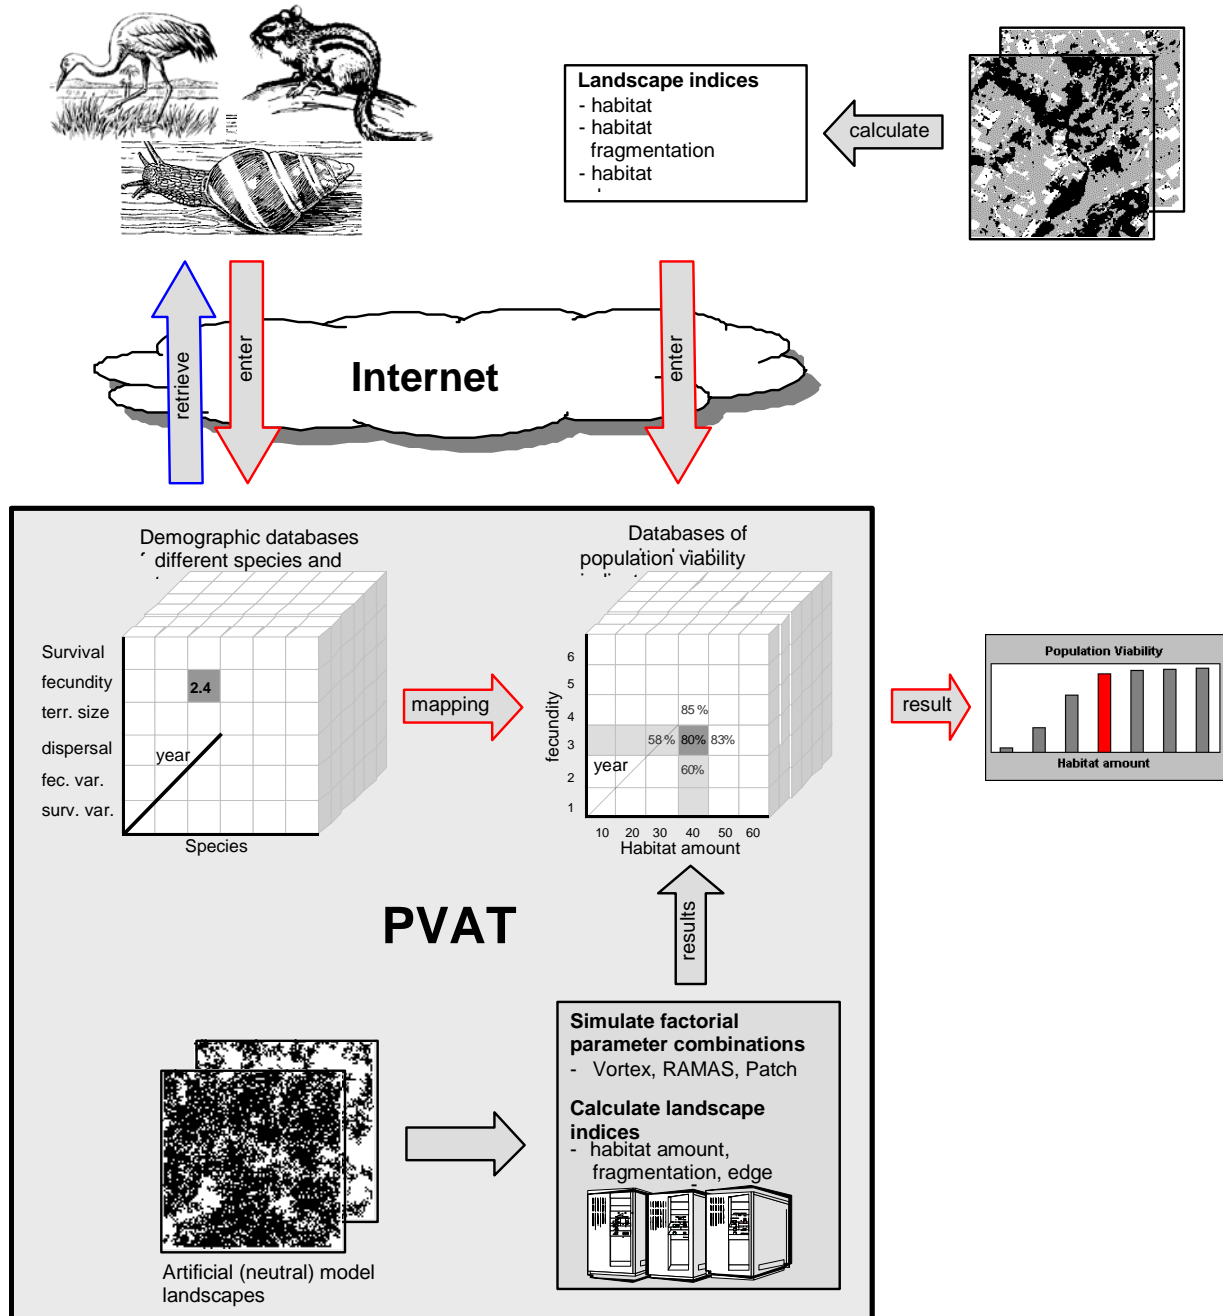 Landscape indices
- habitat
- habitat
fragmentation
- habitat
calculate
retrieve
enter
Internet
enter
Demographic databases
different species and
Databases of
population viability
Survival
fecundity
terr. size
dispersal
fec. var.
surv. var.
2.4
year
Species
mapping
fecundity
6
5
4
3
2
1
85 %
58 %
80%
83%
60%
year
10 20 30 40 50 60
Habitat amount
result
Population Viability
Habitat amount
PVAT
results
Simulate factorial
parameter combinations
- Vortex, RAMAS, Patch
Calculate landscape
indices
- habitat amount,
fragmentation, edge
Artificial (neutral) model
landscapes